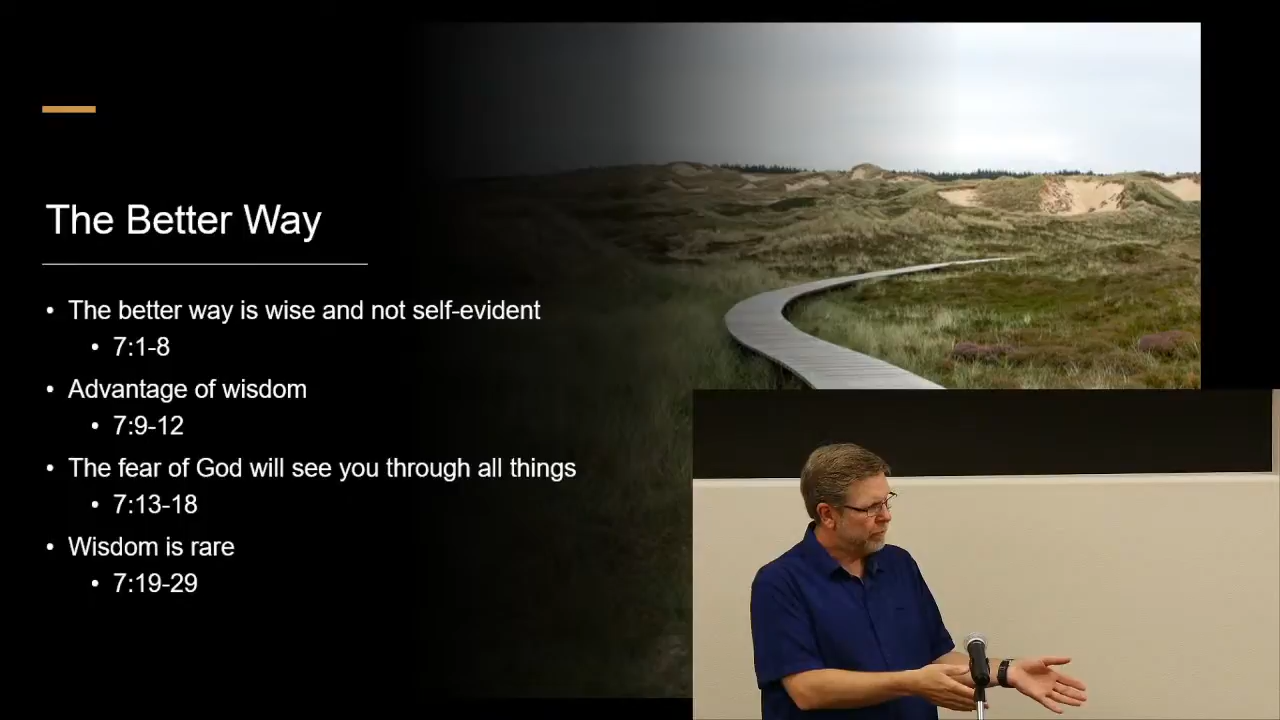 The Better Way
• The better way is wise and not self-evident
• 7:1-8
• Advantage of wisdom
• 7:9-12
• The fear of God will see you through all things
• 7:13-18
• Wisdom is rare
• 7:19-29